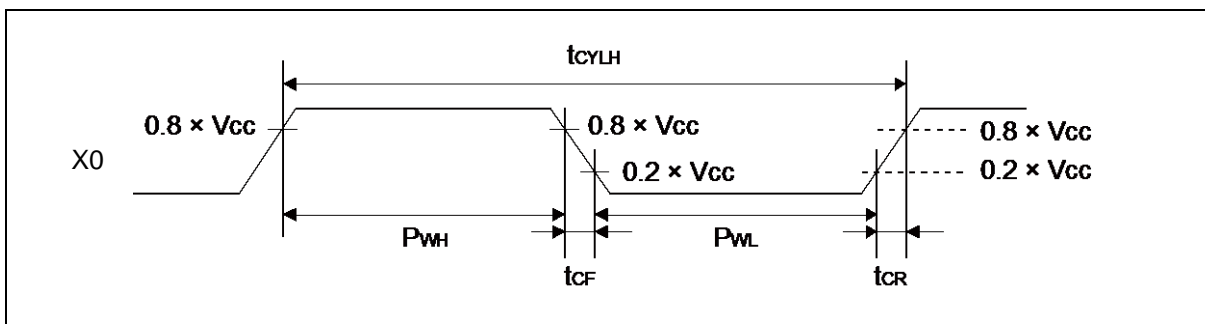 tCYLH
0.8 × VCC
0.8 × VCC
0.8 × VCC
X0
0.2 × VCC
0.2 × VCC
PWH
PWL
tCF
tCR